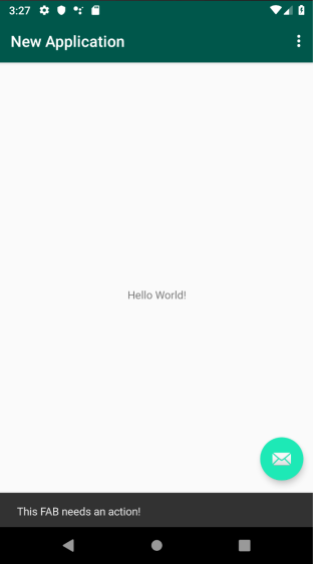 3:27
New Application
Hello World!
This FAB needs an action!